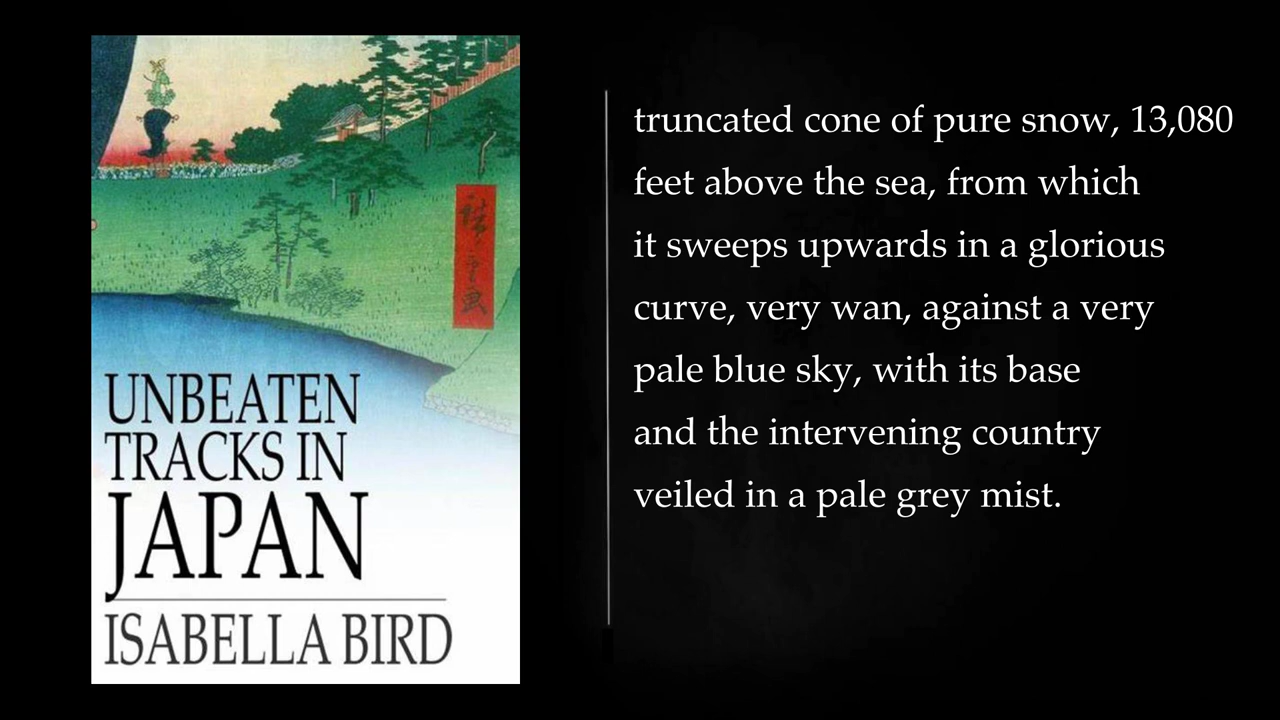 UNBEATEN
TRACKS IN
JAPAN
ISABELLA BIRD
truncated cone of pure snow, 13,080
feet above the sea, from which
it sweeps upwards in a glorious
curve, very wan, against a very
pale blue sky, with its base
and the intervening country
veiled in a pale grey mist.